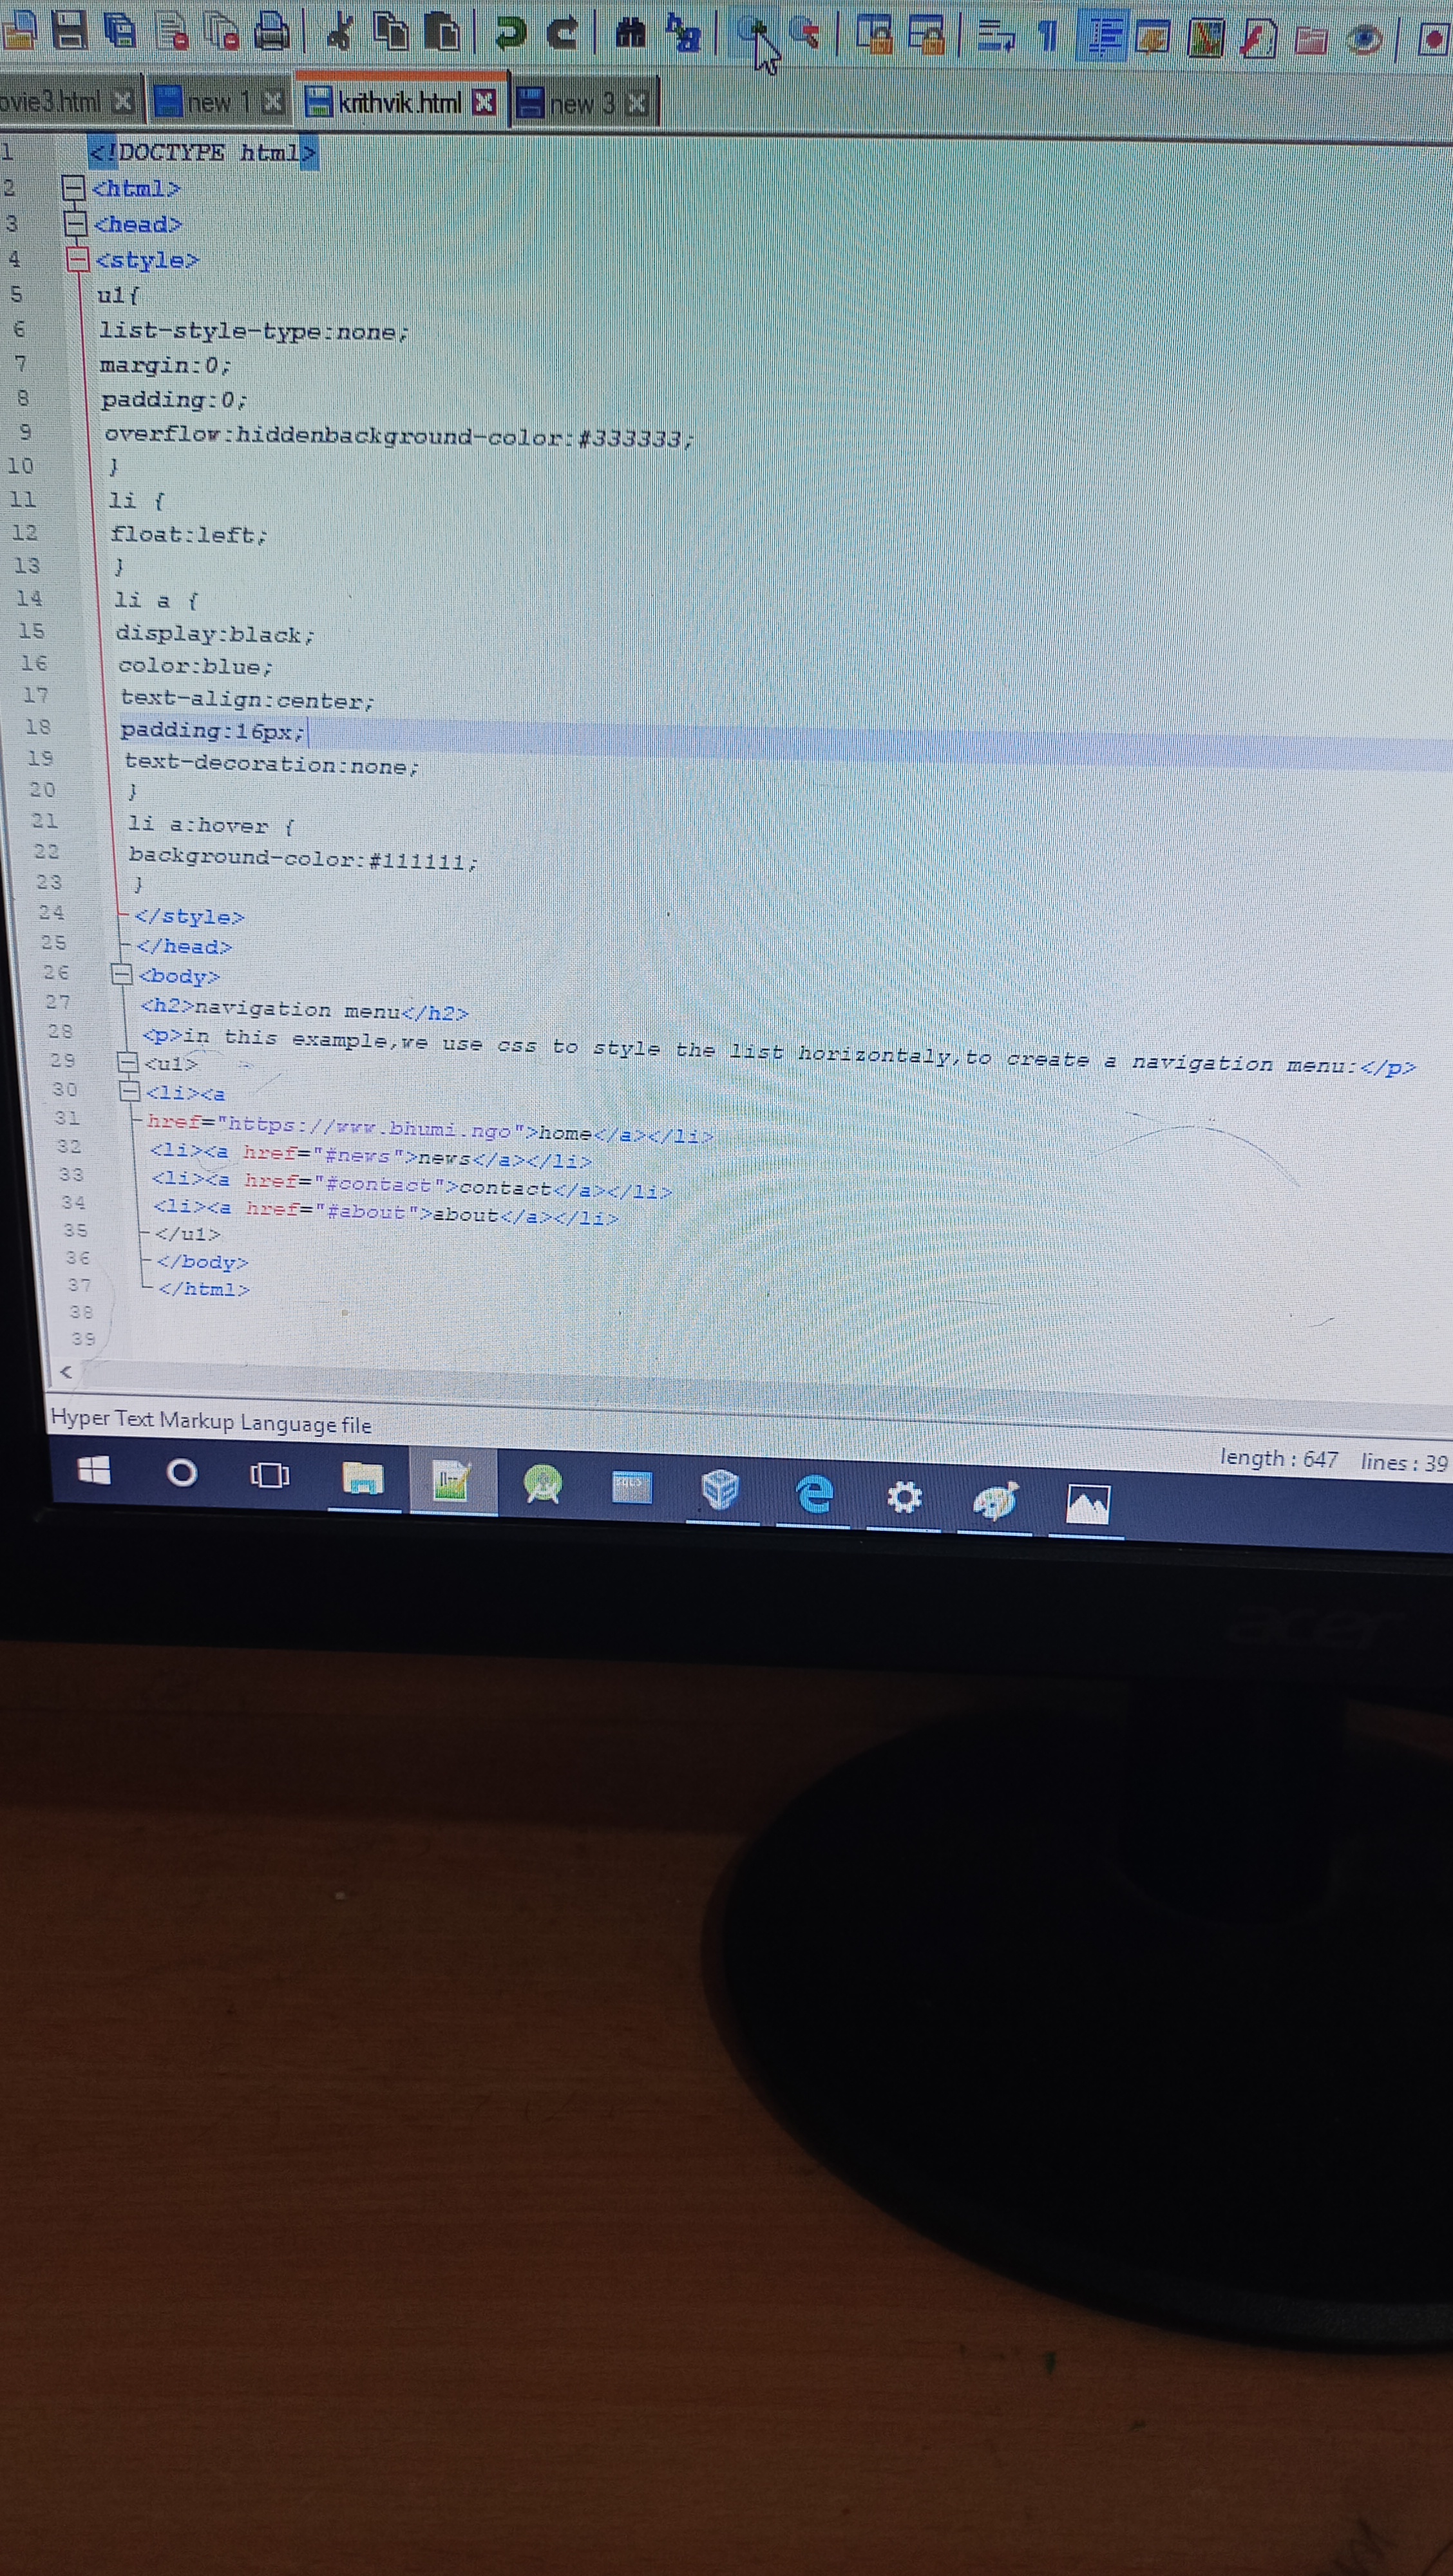 ovie3.html new 1 krithvik.html new 3
1 <!DOCTYPE html>
2 <html>
3 <head>
4 <style>
5 u1{
6 list-style-type:none;
7 margin:0;
8 padding:0;
9 overflow:hiddenbackground-color:#333333;
10 }
11 li {
12 float:left;
13 }
14 li a {
15 display:black;
16 color:blue;
17 text-align:center;
18 padding:16px;
19 text-decoration:none;
20 }
21 li a:hover {
22 background-color:#111111;
23 }
24 </style>
25 </head>
26 <body>
27 <h2>navigation menu</h2>
28 <p>in this example,we use css to style the list horizontaly,to create a navigation menu:</p>
29 <u1>
30 <li><a
31 href="https://www.bhumi.ngo">home</a></li>
32 <li><a href="#news">news</a></li>
33 <li><a href="#contact">contact</a></li>
34 <li><a href="#about">about</a></li>
35 </u1>
36 </body>
37 </html>
38
39
Hyper Text Markup Language file length : 647 lines : 39
acer